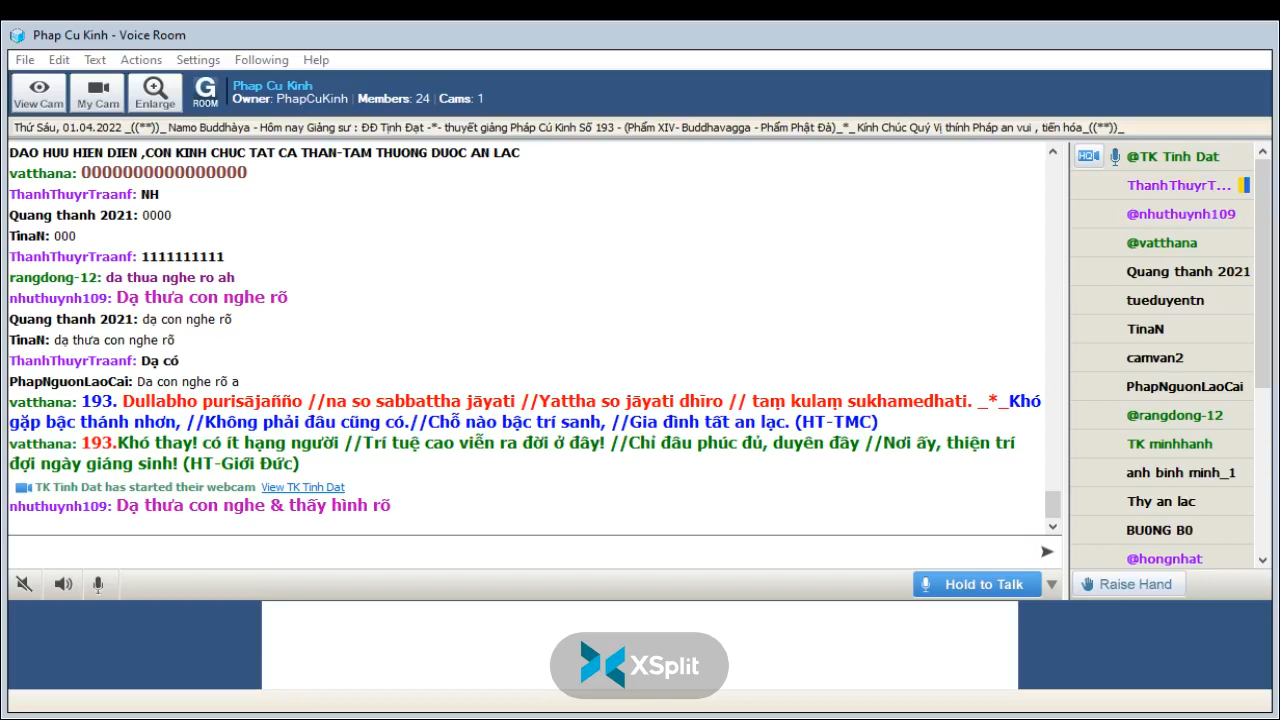 Phap Cu Kinh - Voice Room
File Edit Text Actions Settings Following Help
View Cam
My Cam
Enlarge
G ROOM
Phap Cu Kinh
Owner: PhapCuKinh | Members: 24 | Cams: 1
Thứ Sáu, 01.04.2022 _((**))_ Namo Buddhàya - Hôm nay Giảng sư : ĐĐ Tịnh Đạt -*- thuyết giảng Pháp Cú Kinh Số 193 - (Phẩm XIV- Buddhavagga - Phẩm Phật Đà)_*_ Kính Chúc Quý Vị thính Pháp an vui , tiến hóa_((**))_
DAO HUU HIEN DIEN ,CON KINH CHUC TAT CA THAN-TAM THUONG DUOC AN LAC
vatthana: 0000000000000000
ThanhThuyrTraanf: NH
Quang thanh 2021: 0000
TinaN: 000
ThanhThuyrTraanf: 1111111111
rangdong-12: da thua nghe ro ah
nhuthuynh109: Dạ thưa con nghe rõ
Quang thanh 2021: dạ con nghe rõ
TinaN: dạ thưa con nghe rõ
ThanhThuyrTraanf: Dạ có
PhapNguonLaoCai: Da con nghe rõ a
vatthana: 193. Dullabho purisājañño //na so sabbattha jāyati //Yattha so jāyati dhīro // taṃ kulaṃ sukhamedhati. _*_Khó
gặp bậc thánh nhơn, //Không phải đâu cũng có.//Chỗ nào bậc trí sanh, //Gia đình tất an lạc. (HT-TMC)
vatthana: 193.Khó thay! có ít hạng người //Trí tuệ cao viễn ra đời ở đây! //Chỉ đâu phúc đủ, duyên đầy //Nơi ấy, thiện trí
đợi ngày giáng sinh! (HT-Giới Đức)
TK Tinh Dat has started their webcam View TK Tinh Dat
nhuthuynh109: Dạ thưa con nghe & thấy hình rõ
HQ
@TK Tinh Dat
ThanhThuyrT...
@nhuthuynh109
@vatthana
Quang thanh 2021
tueduyentn
TinaN
camvan2
PhapNguonLaoCai
@rangdong-12
TK minhhanh
anh binh minh_1
Thy an lac
BU0NG B0
@hongnhat
Hold to Talk
Raise Hand
XSplit